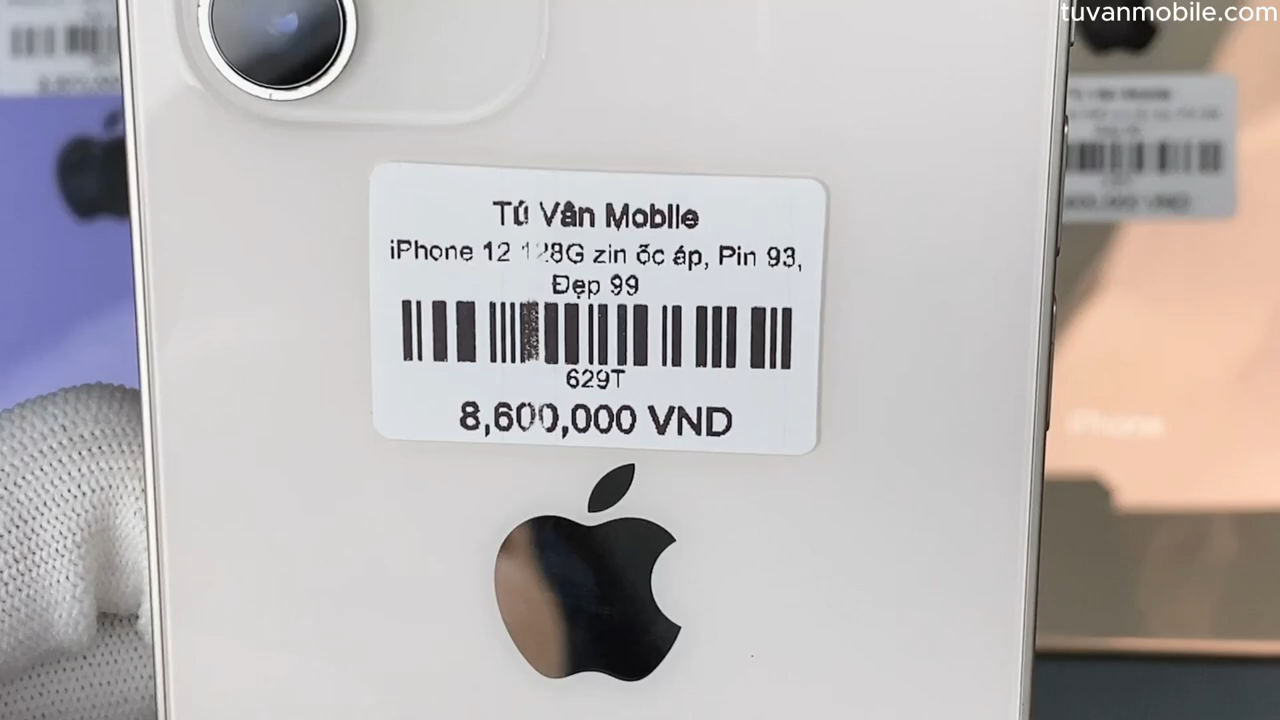 tuvanmobile.com
Tú Vân Mobile
iPhone 12 128G zin ốc áp, Pin 93,
Đẹp 99
629T
8,600,000 VND
iPhone